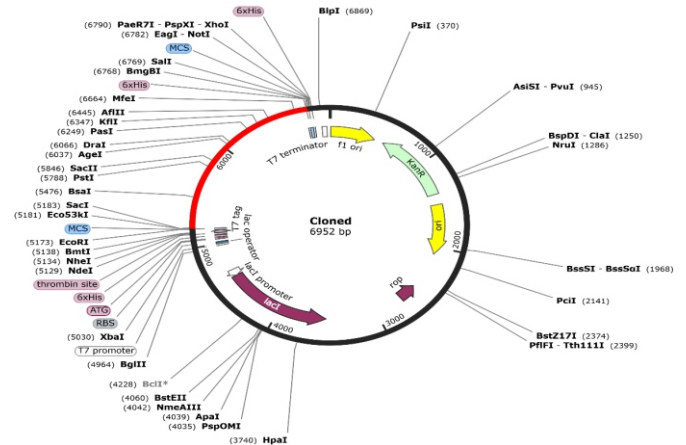 6xHis
BlpI (6869)
(6790) PaeR7I - PspXI - XhoI
PsiI (370)
(6782) EagI - NotI
MCS
(6769) SalI
(6768) BmgBI
6xHis
(6664) MfeI
AsiSI - PvuI (945)
(6445) AflII
(6347) KflI
(6249) PasI
BspDI - ClaI (1250)
NruI (1286)
(6066) DraI
(6037) AgeI
(5846) SacII
(5788) PstI
(5476) BsaI
(5183) SacI
(5181) Eco53kI
MCS
(5173) EcoRI
(5138) BmtI
(5134) NheI
(5129) NdeI
thrombin site
6xHis
ATG
RBS
(5030) XbaI
T7 promoter
(4964) BglII
(4228) BclI*
(4060) BstEII
(4042) NmeAIII
(4039) ApaI
(4035) PspOMI
(3740) HpaI
BssSI - BssSαI (1968)
PciI (2141)
BstZ17I (2374)
PflFI - Tth111I (2399)
T7 terminator
f1 ori
KanR
ori
rop
lacI
lacI promoter
lac operator
T7 tag
1000
2000
3000
4000
5000
6000
Cloned
6952 bp